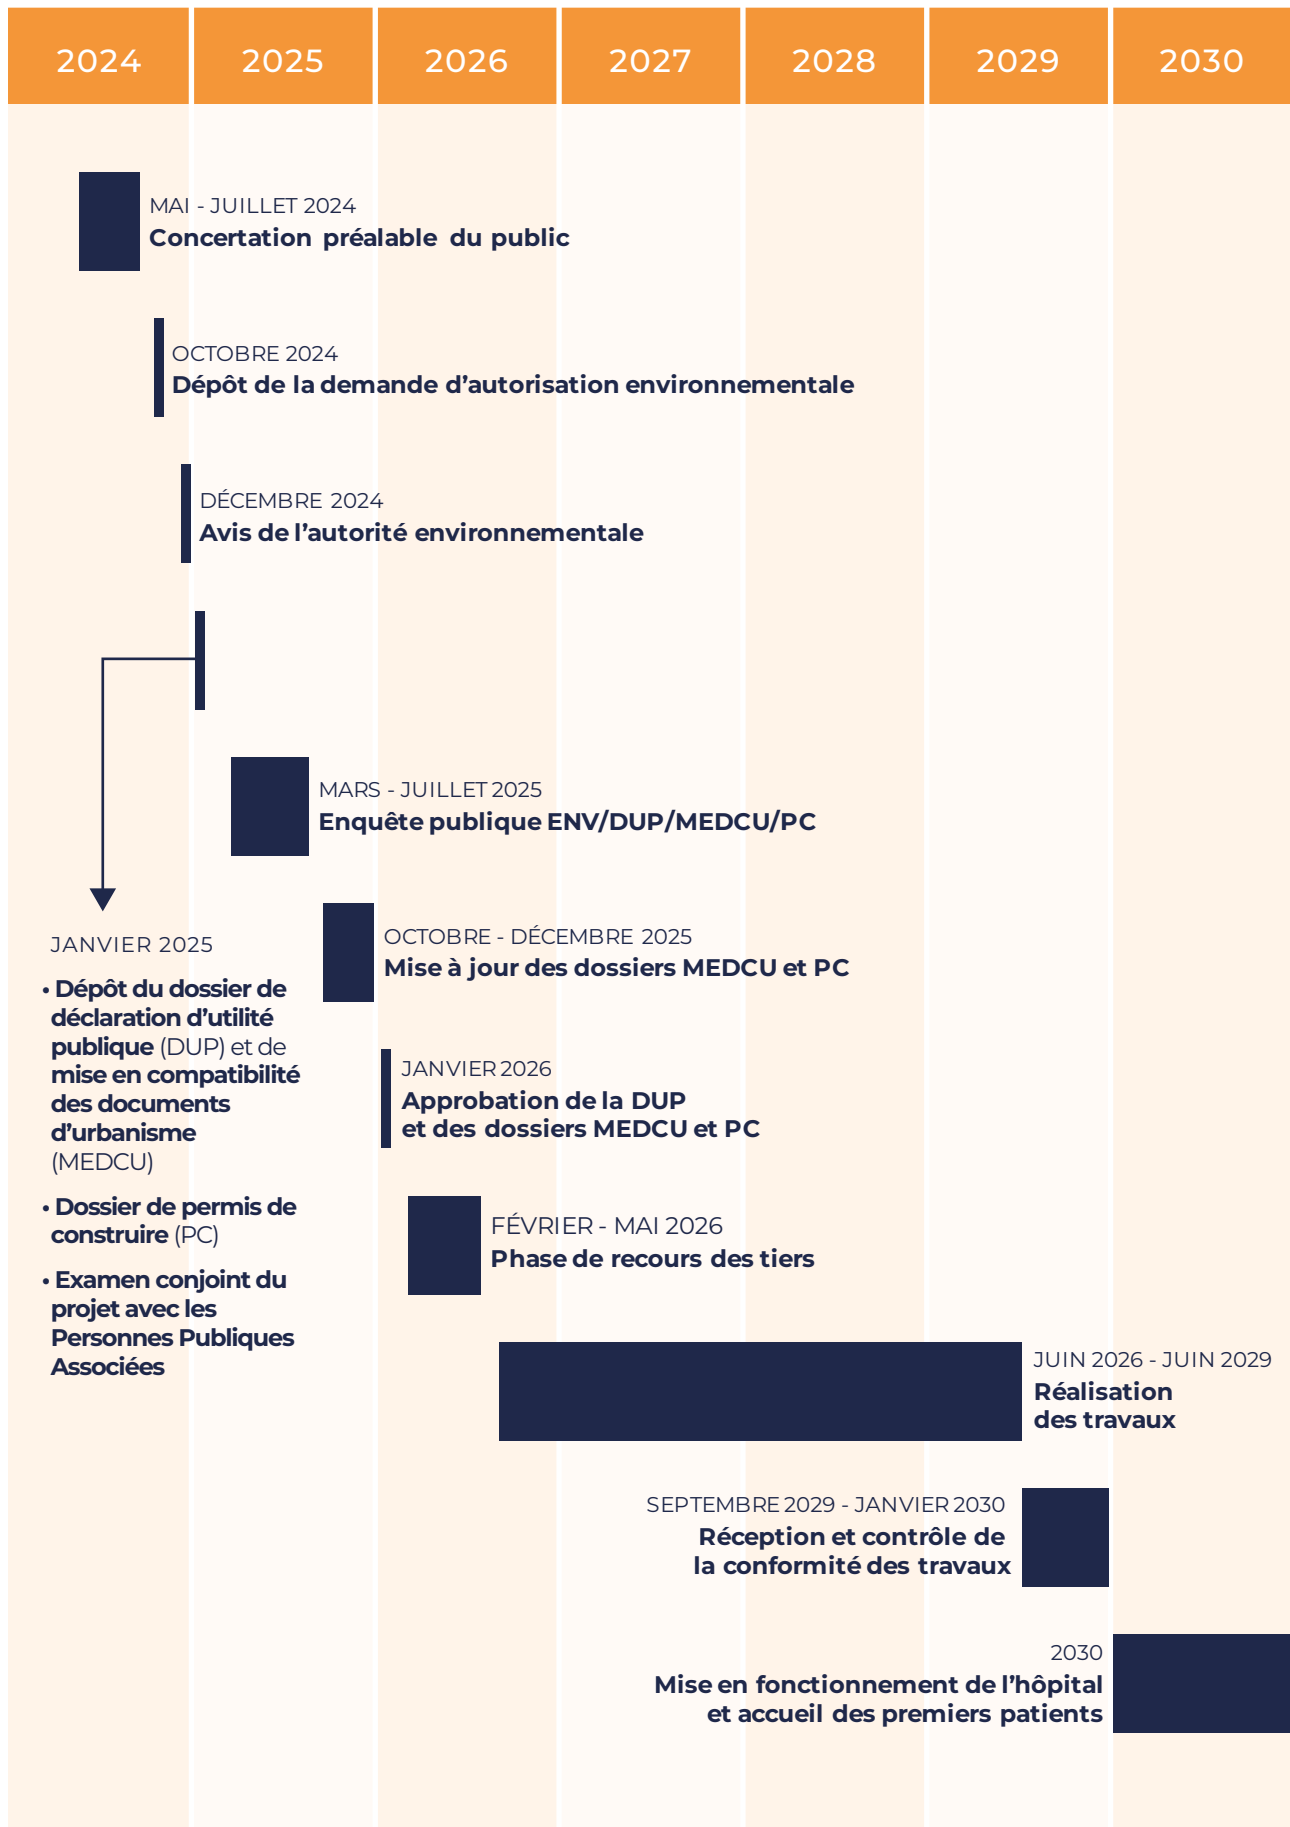 2024
2025
2026
2027
2028
2029
2030
MAI - JUILLET 2024
Concertation préalable du public
OCTOBRE 2024
Dépôt de la demande d’autorisation environnementale
DÉCEMBRE 2024
Avis de l’autorité environnementale
JANVIER 2025
• Dépôt du dossier de
déclaration d’utilité
publique (DUP) et de
mise en compatibilité
des documents
d’urbanisme
(MEDCU)
• Dossier de permis de
construire (PC)
• Examen conjoint du
projet avec les
Personnes Publiques
Associées
MARS - JUILLET 2025
Enquête publique ENV/DUP/MEDCU/PC
OCTOBRE - DÉCEMBRE 2025
Mise à jour des dossiers MEDCU et PC
JANVIER 2026
Approbation de la DUP
et des dossiers MEDCU et PC
FÉVRIER - MAI 2026
Phase de recours des tiers
JUIN 2026 - JUIN 2029
Réalisation
des travaux
SEPTEMBRE 2029 - JANVIER 2030
Réception et contrôle de
la conformité des travaux
2030
Mise en fonctionnement de l’hôpital
et accueil des premiers patients